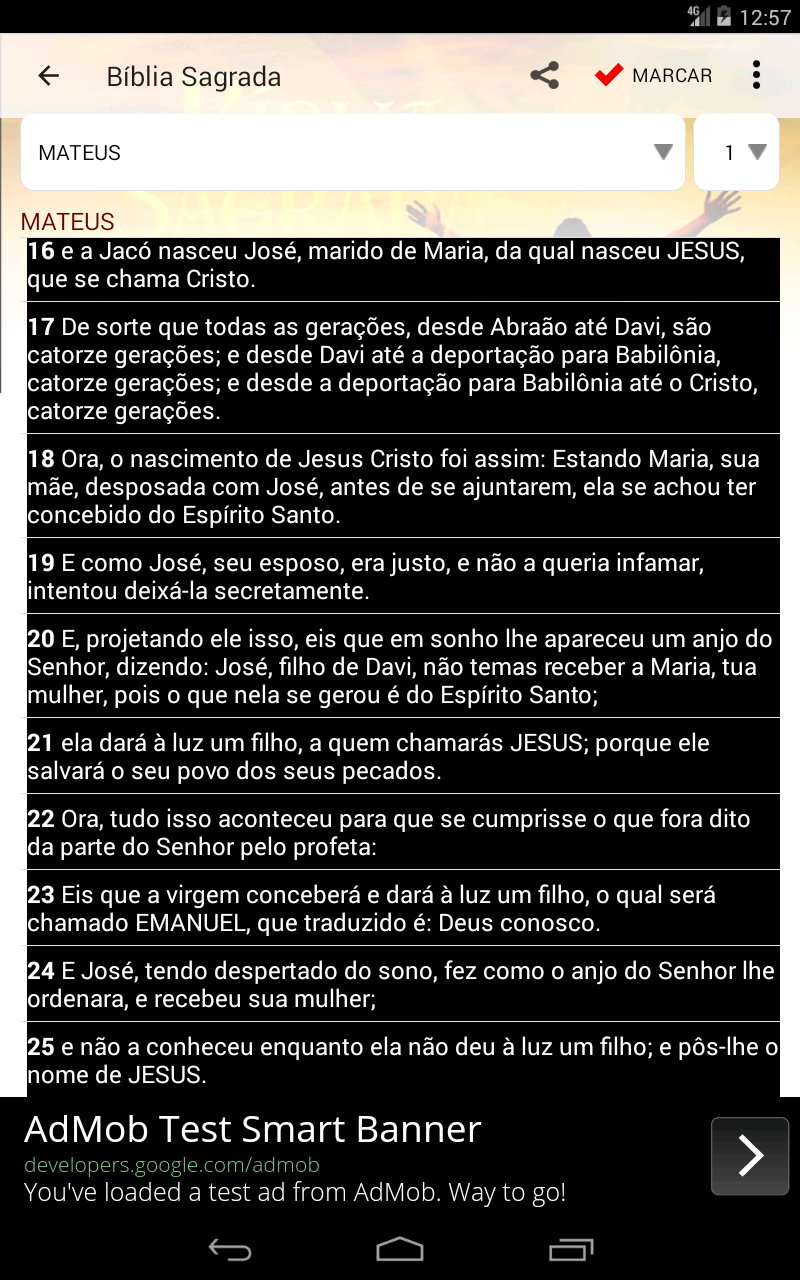 4G 12:57
Bíblia Sagrada MARCAR
MATEUS 1
BÍBLIA
SAGRADA
MATEUS
16 e a Jacó nasceu José, marido de Maria, da qual nasceu JESUS,
que se chama Cristo.
17 De sorte que todas as gerações, desde Abraão até Davi, são
catorze gerações; e desde Davi até a deportação para Babilônia,
catorze gerações; e desde a deportação para Babilônia até o Cristo,
catorze gerações.
18 Ora, o nascimento de Jesus Cristo foi assim: Estando Maria, sua
mãe, desposada com José, antes de se ajuntarem, ela se achou ter
concebido do Espírito Santo.
19 E como José, seu esposo, era justo, e não a queria infamar,
intentou deixá-la secretamente.
20 E, projetando ele isso, eis que em sonho lhe apareceu um anjo do
Senhor, dizendo: José, filho de Davi, não temas receber a Maria, tua
mulher, pois o que nela se gerou é do Espírito Santo;
21 ela dará à luz um filho, a quem chamarás JESUS; porque ele
salvará o seu povo dos seus pecados.
22 Ora, tudo isso aconteceu para que se cumprisse o que fora dito
da parte do Senhor pelo profeta:
23 Eis que a virgem conceberá e dará à luz um filho, o qual será
chamado EMANUEL, que traduzido é: Deus conosco.
24 E José, tendo despertado do sono, fez como o anjo do Senhor lhe
ordenara, e recebeu sua mulher;
25 e não a conheceu enquanto ela não deu à luz um filho; e pôs-lhe o
nome de JESUS.
AdMob Test Smart Banner
developers.google.com/admob
You've loaded a test ad from AdMob. Way to go!